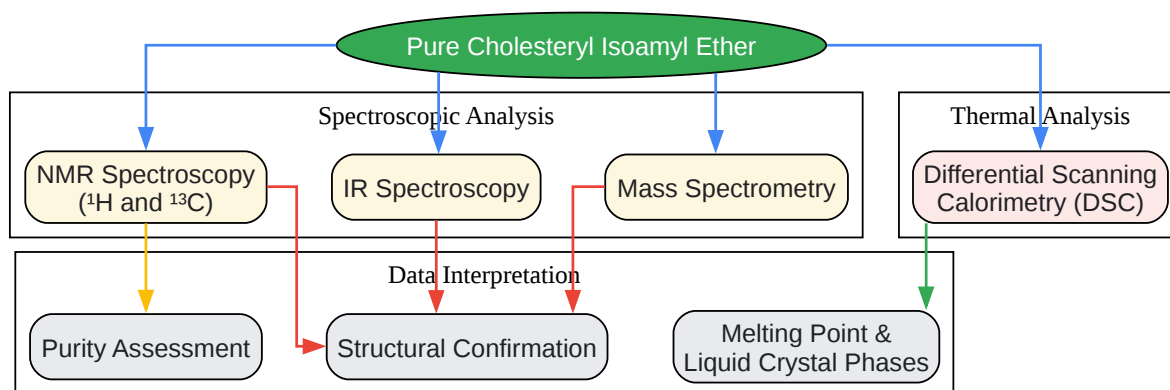 Pure Cholesteryl Isoamyl Ether
Spectroscopic Analysis
Thermal Analysis
NMR Spectroscopy
(¹H and ¹³C)
IR Spectroscopy
Mass Spectrometry
Differential Scanning
Calorimetry (DSC)
Data Interpretation
Purity Assessment
Structural Confirmation
Melting Point &
Liquid Crystal Phases